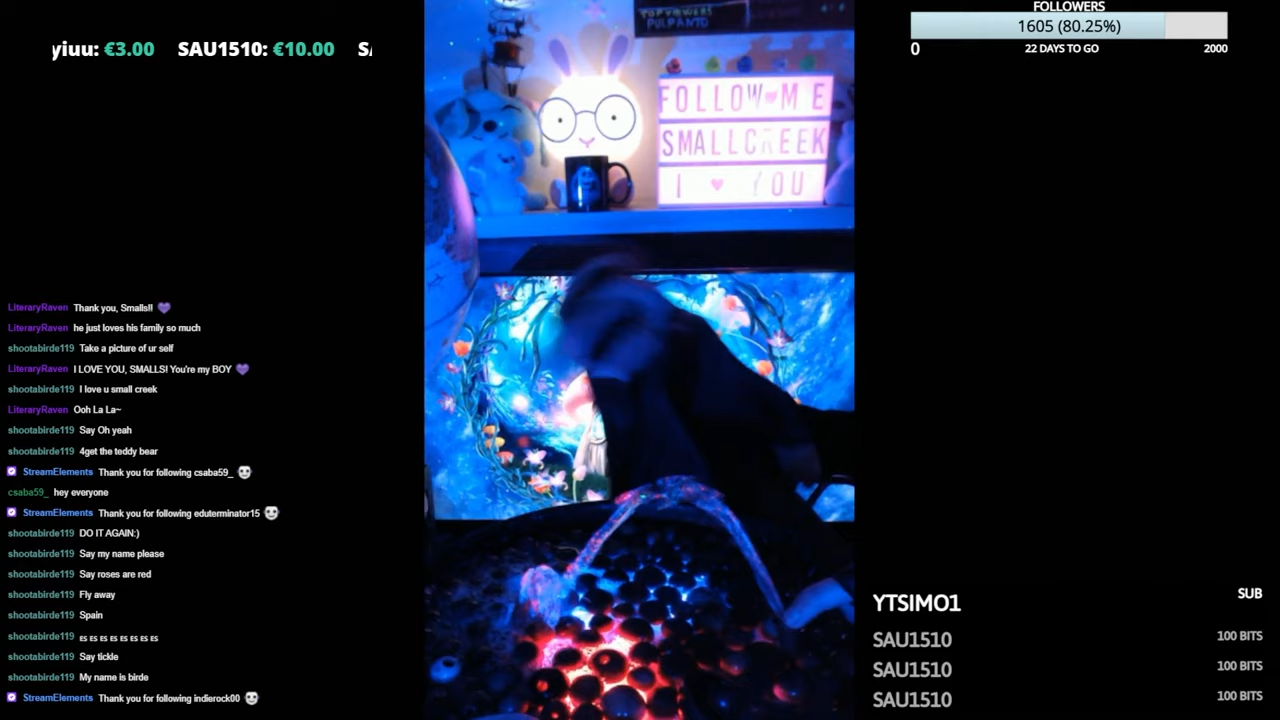 yiuu: €3.00 SAU1510: €10.00
FOLLOWERS
1605 (80.25%)
0 22 DAYS TO GO 2000
FOLLOW ME
SMALLCREEK
I ♥ YOU
LiteraryRaven Thank you, Smalls!! 💜
LiteraryRaven he just loves his family so much
shootabirde119 Take a picture of ur self
LiteraryRaven I LOVE YOU, SMALLS! You're my BOY 💜
shootabirde119 I love u small creek
LiteraryRaven Ooh La La~
shootabirde119 Say Oh yeah
shootabirde119 4get the teddy bear
StreamElements Thank you for following csaba59_
csaba59_ hey everyone
StreamElements Thank you for following eduterminator15
shootabirde119 DO IT AGAIN:)
shootabirde119 Say my name please
shootabirde119 Say roses are red
shootabirde119 Fly away
shootabirde119 Spain
shootabirde119 ES ES ES ES ES ES ES ES
shootabirde119 Say tickle
shootabirde119 My name is birde
StreamElements Thank you for following indierock00
YTSIMO1 SUB
SAU1510 100 BITS
SAU1510 100 BITS
SAU1510 100 BITS